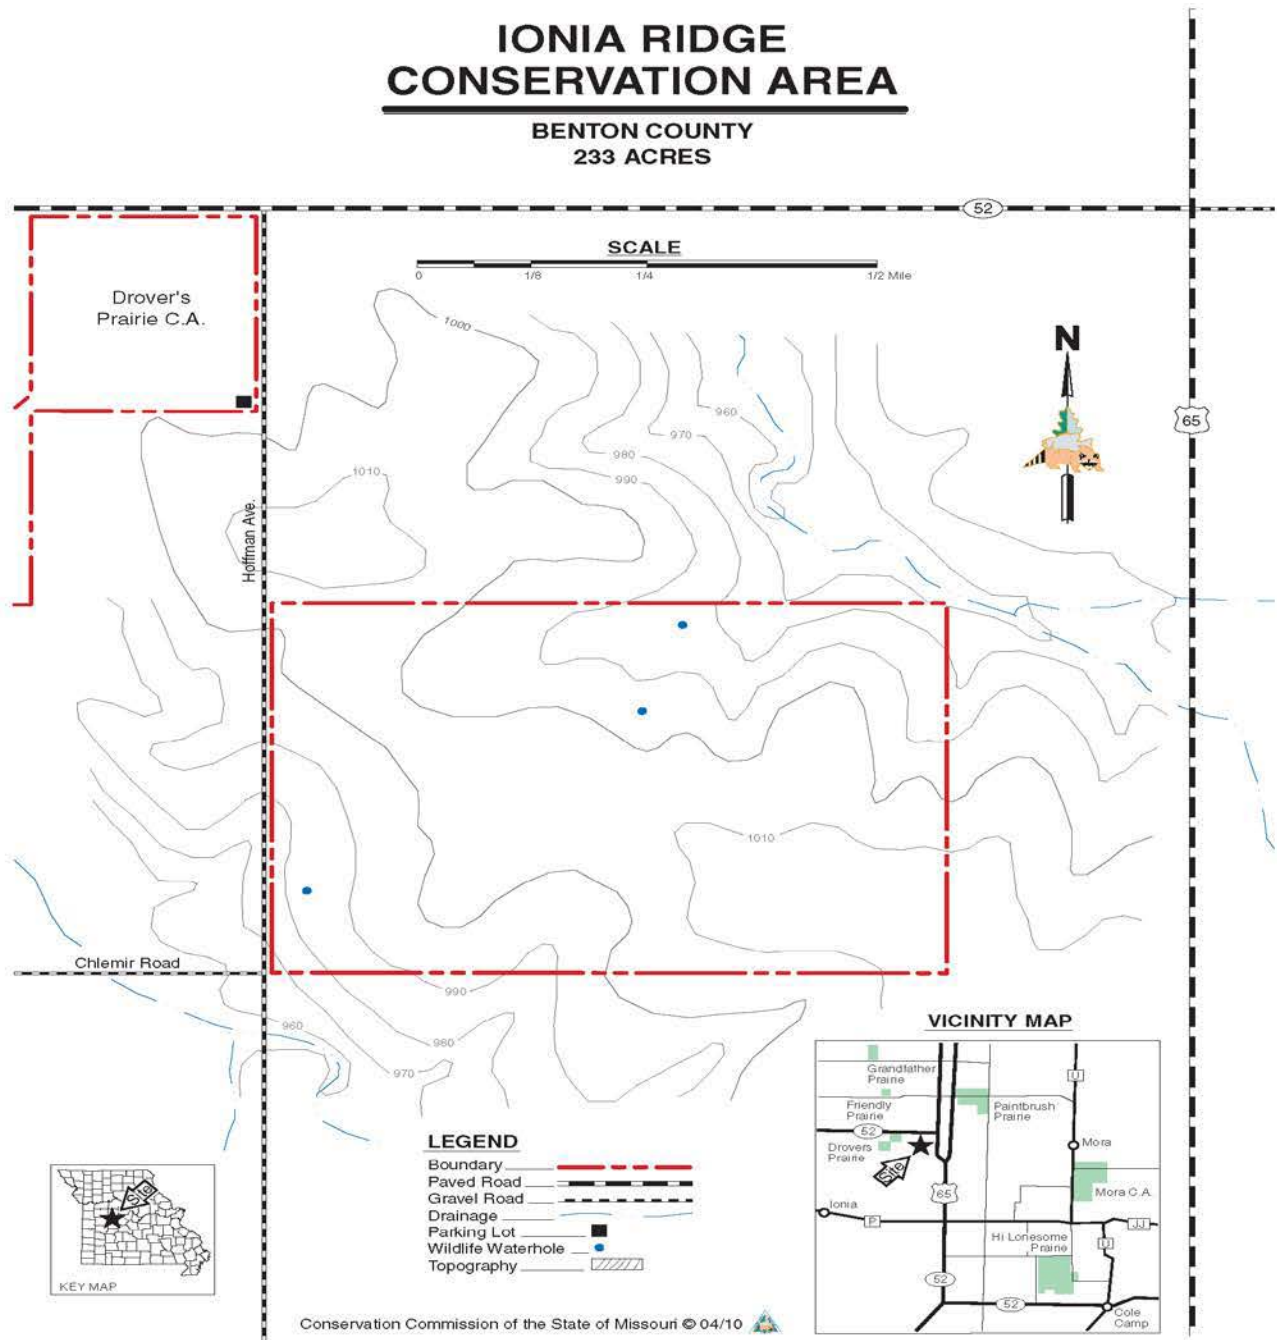 IONIA RIDGE
CONSERVATION AREA
BENTON COUNTY
233 ACRES
52
SCALE
0 1/8 1/4 1/2 Mile
Drover's
Prairie C.A.
1000
N
960
65
970
980
990
1010
Hoffman Ave.
1010
Chlemir Road
990
960
980
970
VICINITY MAP
Grandfather
Prairie
U
Friendly
Prairie
Paintbrush
Prairie
52
Drovers
Prairie
Mora
Site
65
Mora C.A.
Ionia
P
JJ
Hi Lonesome
Prairie
U
52
52
Cole
Camp
LEGEND
Boundary
Paved Road
Gravel Road
Drainage
Parking Lot
Wildlife Waterhole
Topography
Site
KEY MAP
Conservation Commission of the State of Missouri © 04/10